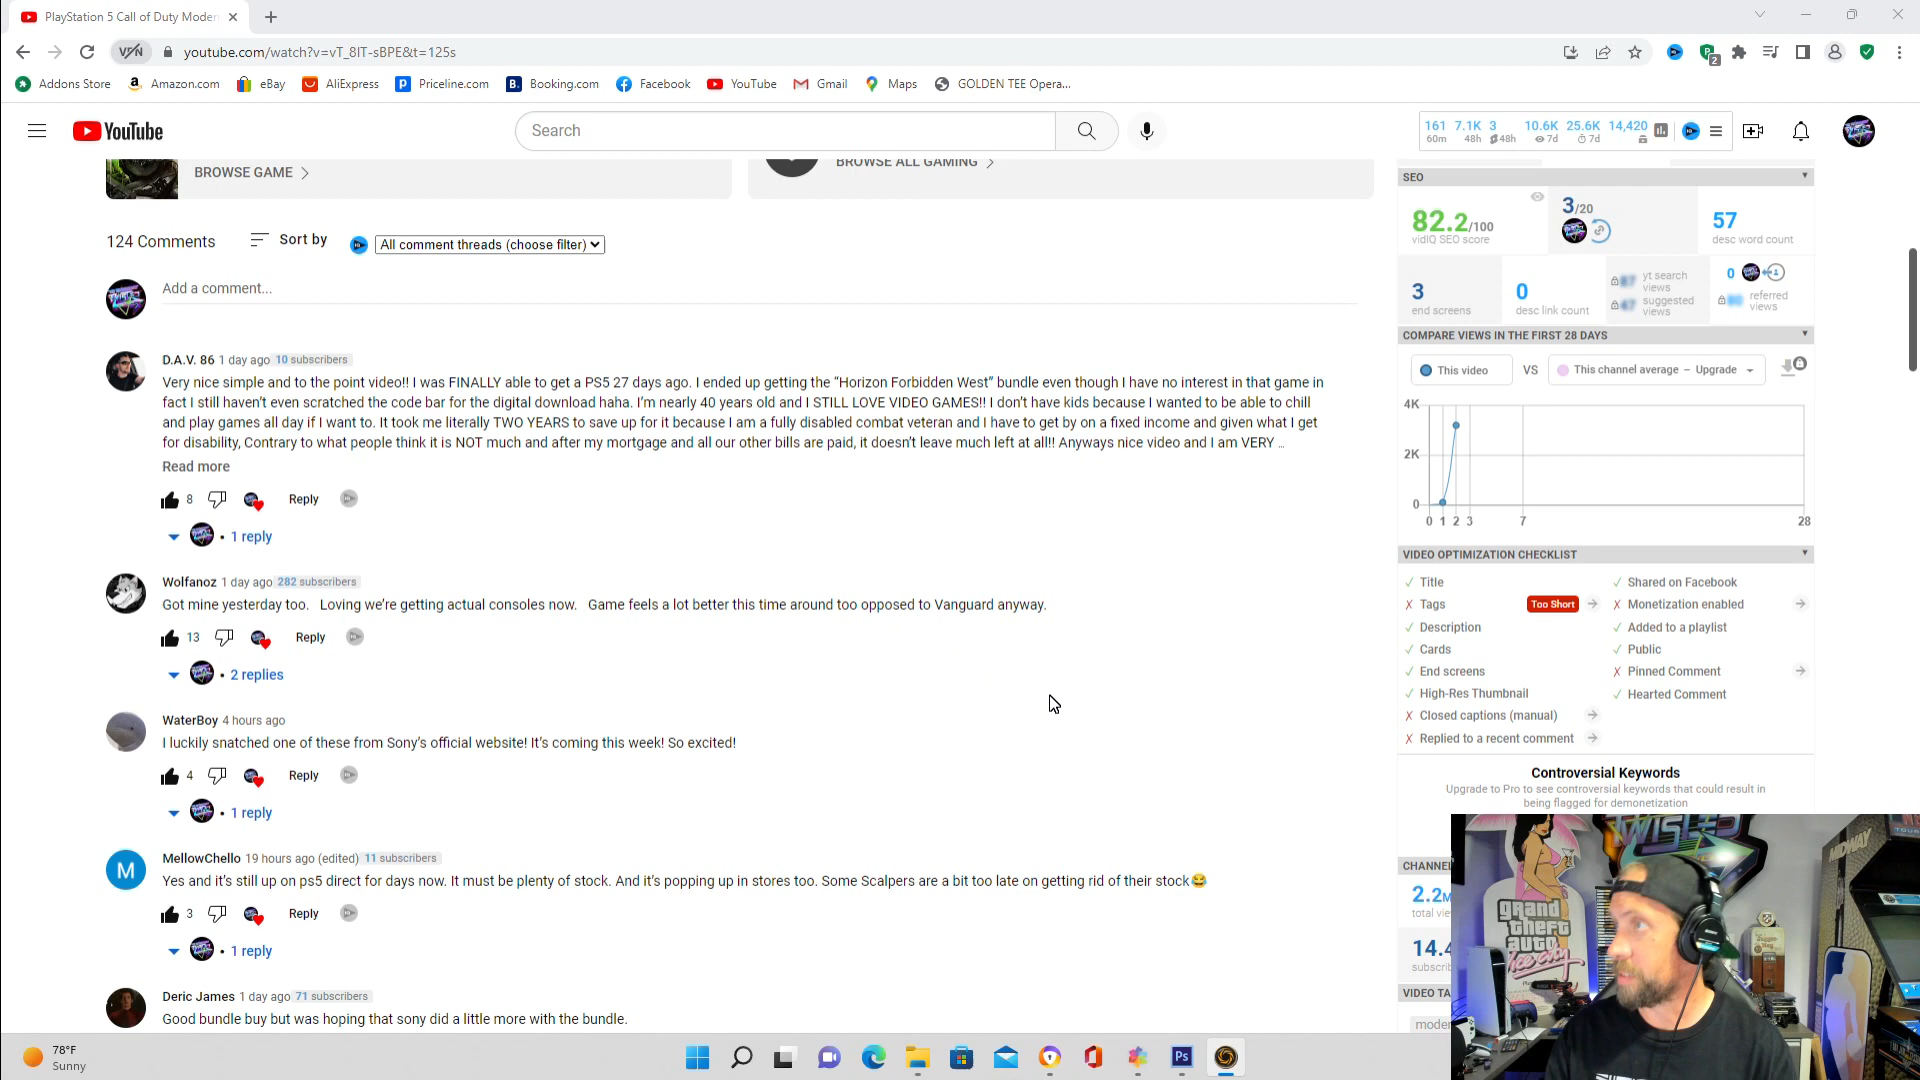 PlayStation 5 Call of Duty Moder
VPN
youtube.com/watch?v=vT_8IT-sBPE&t=125s
2
Addons Store
Amazon.com
eBay
AliExpress
Priceline.com
Booking.com
Facebook
YouTube
Gmail
Maps
GOLDEN TEE Opera...
YouTube
Search
161 7.1K 3 10.6K 25.6K 14,420
60m 48h 48h 7d 7d
BROWSE GAME
BROWSE ALL GAMING
124 Comments
Sort by
All comment threads (choose filter)
Add a comment...
D.A.V. 86 1 day ago 10 subscribers
Very nice simple and to the point video!! I was FINALLY able to get a PS5 27 days ago. I ended up getting the “Horizon Forbidden West” bundle even though I have no interest in that game in
fact I still haven’t even scratched the code bar for the digital download haha. I’m nearly 40 years old and I STILL LOVE VIDEO GAMES!! I don’t have kids because I wanted to be able to chill
and play games all day if I want to. It took me literally TWO YEARS to save up for it because I am a fully disabled combat veteran and I have to get by on a fixed income and given what I get
for disability, Contrary to what people think it is NOT much and after my mortgage and all our other bills are paid, it doesn’t leave much left at all!! Anyways nice video and I am VERY ...
Read more
8 Reply
• 1 reply
Wolfanoz 1 day ago 282 subscribers
Got mine yesterday too. Loving we’re getting actual consoles now. Game feels a lot better this time around too opposed to Vanguard anyway.
13 Reply
• 2 replies
WaterBoy 4 hours ago
I luckily snatched one of these from Sony’s official website! It’s coming this week! So excited!
4 Reply
• 1 reply
M
MellowChello 19 hours ago (edited) 11 subscribers
Yes and it’s still up on ps5 direct for days now. It must be plenty of stock. And it’s popping up in stores too. Some Scalpers are a bit too late on getting rid of their stock😂
3 Reply
• 1 reply
Deric James 1 day ago 71 subscribers
Good bundle buy but was hoping that sony did a little more with the bundle.
SEO
82.2/100
vidIQ SEO score
3/20
57
desc word count
3
end screens
0
desc link count
yt search
views
suggested
views
0
referred
views
COMPARE VIEWS IN THE FIRST 28 DAYS
This video
VS
This channel average – Upgrade
4K
2K
0
0 1 2 3 7 28
VIDEO OPTIMIZATION CHECKLIST
✓ Title
✗ Tags Too Short
✓ Description
✓ Cards
✓ End screens
✓ High-Res Thumbnail
✗ Closed captions (manual)
✗ Replied to a recent comment
✓ Shared on Facebook
✗ Monetization enabled
✓ Added to a playlist
✓ Public
✗ Pinned Comment
✓ Hearted Comment
Controversial Keywords
Upgrade to Pro to see controversial keywords that could result in
being flagged for demonetization
CHANNEL
2.2M
total vie
14.4
subscrib
VIDEO TA
moder
TWISTED
MIDWAY
grand
theft
auto
vice city
78°F
Sunny
Ps